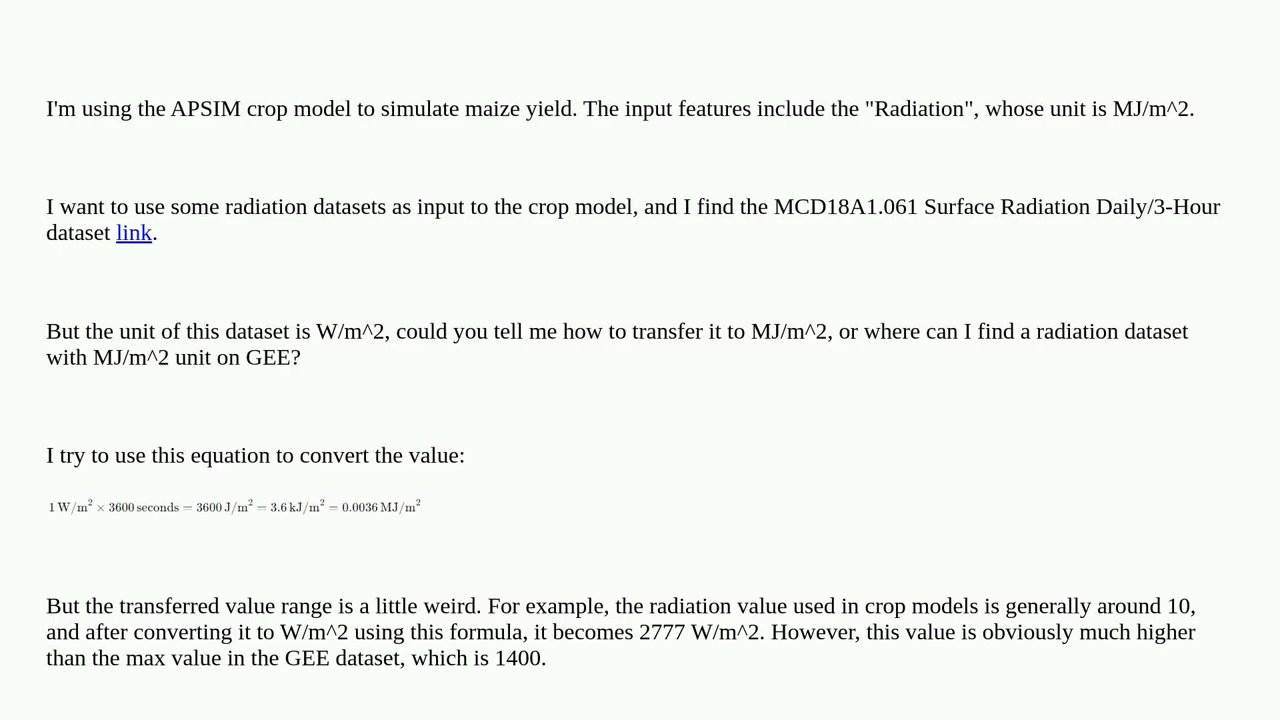 I'm using the APSIM crop model to simulate maize yield. The input features include the "Radiation", whose unit is MJ/m^2.
I want to use some radiation datasets as input to the crop model, and I find the MCD18A1.061 Surface Radiation Daily/3-Hour
dataset link.
But the unit of this dataset is W/m^2, could you tell me how to transfer it to MJ/m^2, or where can I find a radiation dataset
with MJ/m^2 unit on GEE?
I try to use this equation to convert the value:
1 W/m² × 3600 seconds = 3600 J/m² = 3.6 kJ/m² = 0.0036 MJ/m²
But the transferred value range is a little weird. For example, the radiation value used in crop models is generally around 10,
and after converting it to W/m^2 using this formula, it becomes 2777 W/m^2. However, this value is obviously much higher
than the max value in the GEE dataset, which is 1400.